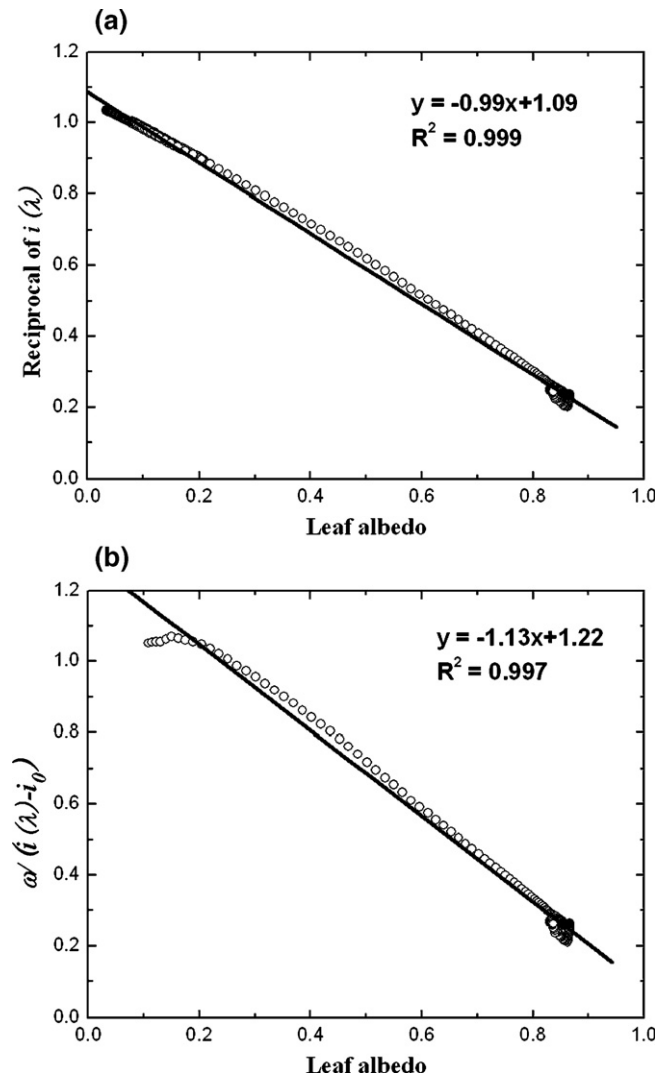 (a)
1.2
1.0
0.8
0.6
0.4
0.2
0.0
Reciprocal of i (λ)
y = -0.99x+1.09
R² = 0.999
0.0 0.2 0.4 0.6 0.8 1.0
Leaf albedo
(b)
1.2
1.0
0.8
0.6
0.4
0.2
0.0
ω/ (i (λ)-i₀)
y = -1.13x+1.22
R² = 0.997
0.0 0.2 0.4 0.6 0.8 1.0
Leaf albedo